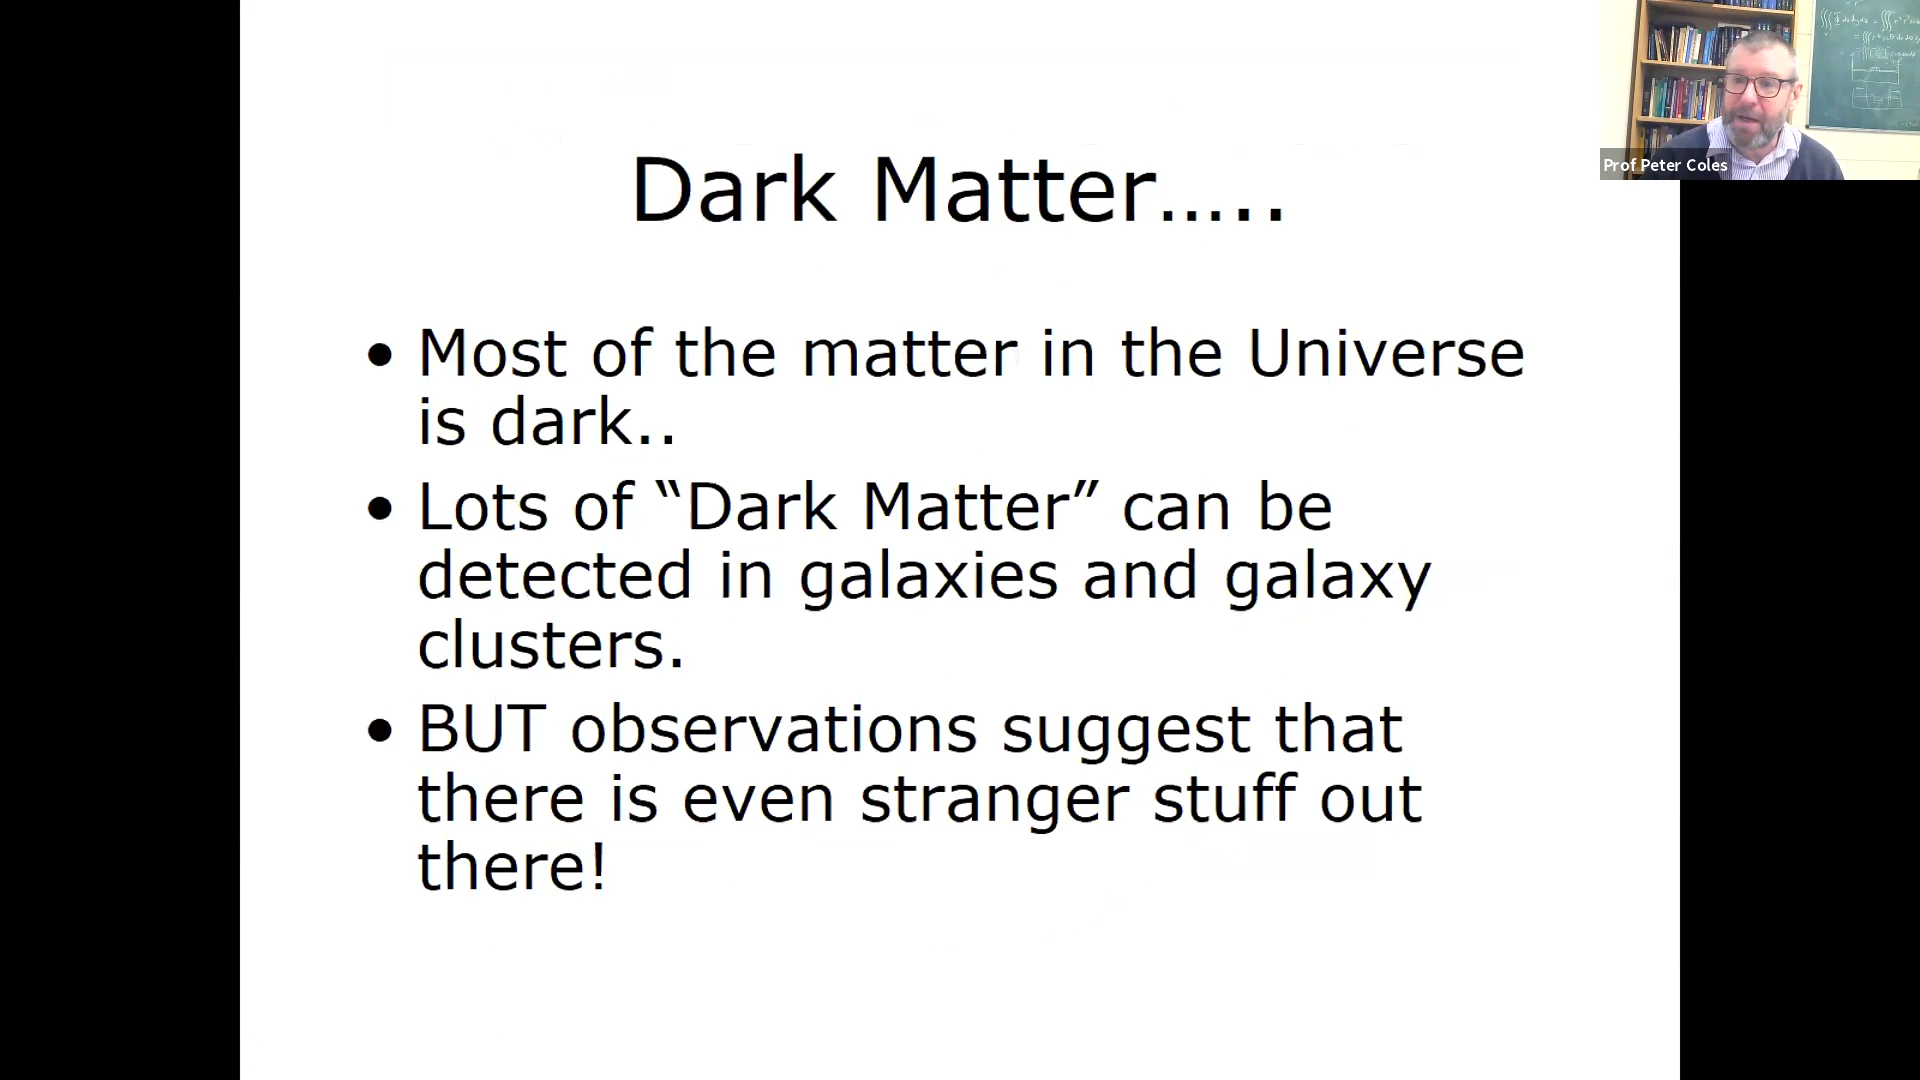 Dark Matter…..
• Most of the matter in the Universe
is dark..
• Lots of “Dark Matter” can be
detected in galaxies and galaxy
clusters.
• BUT observations suggest that
there is even stranger stuff out
there!
Prof Peter Coles